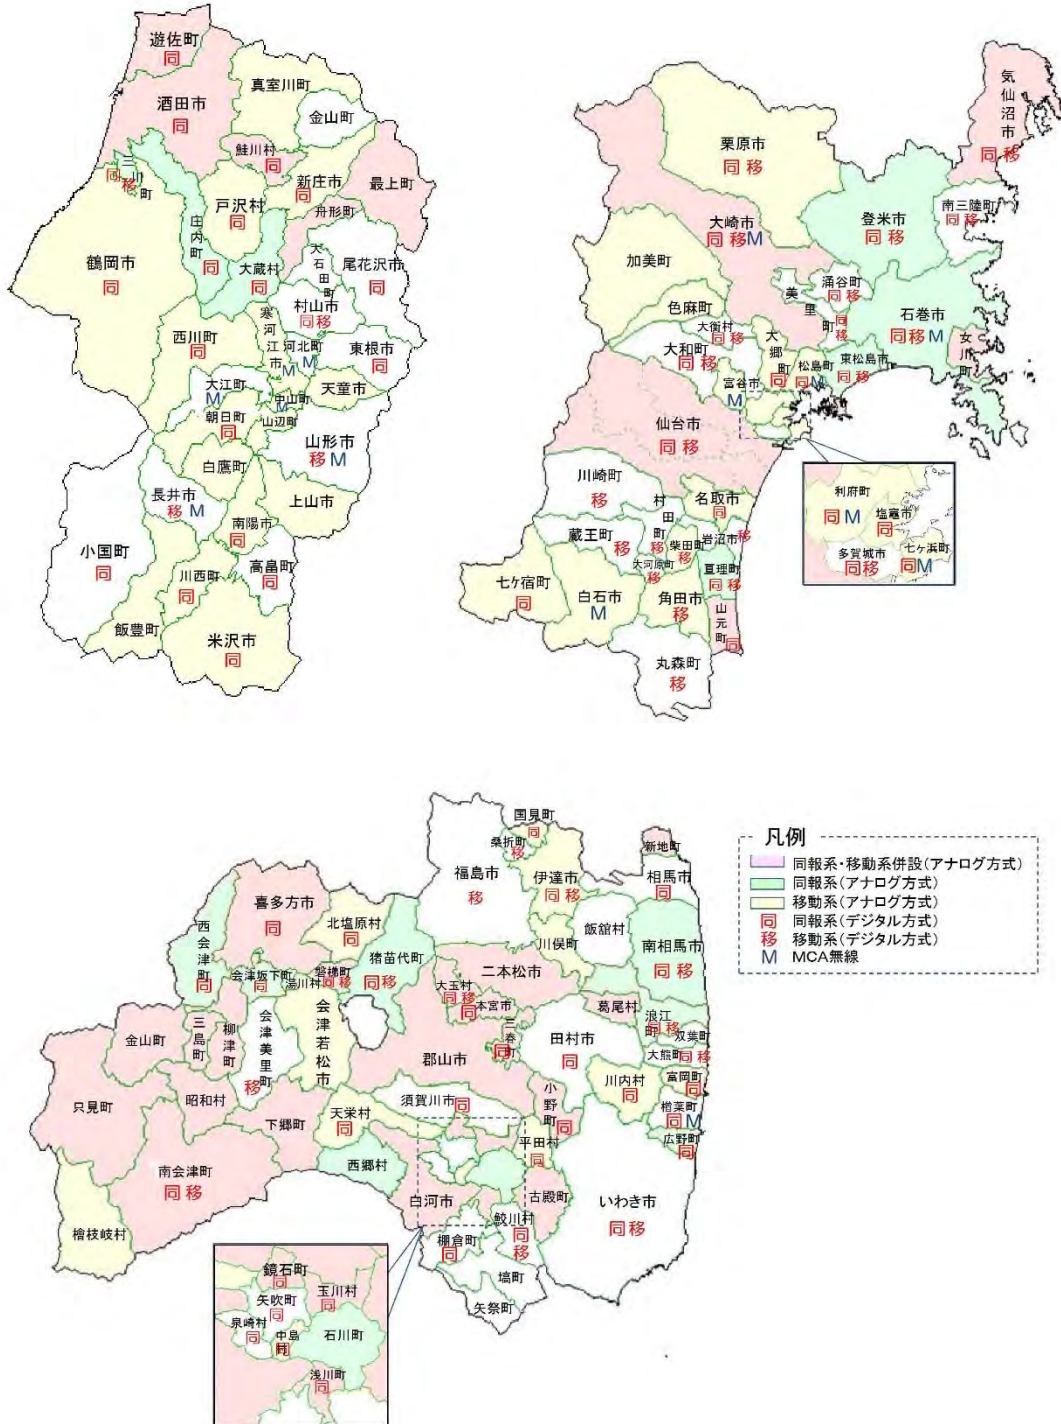 遊佐町
同
酒田市
同
真室川町
金山町
鮭川村
同
三川町
同移
新庄市
同
最上町
戸沢村
同
舟形町
庄内町
同
大蔵村
同
大石田町
尾花沢市
同
鶴岡市
同
村山市
同移
西川町
同
寒河江市
M
河北町
M
東根市
同
大江町
M
中山町
M
天童市
朝日町
同
山辺町
山形市
移 M
白鷹町
長井市
移 M
上山市
南陽市
同
小国町
同
川西町
同
高畠町
同
飯豊町
米沢市
同
気仙沼市
同移
栗原市
同移
南三陸町
同移
登米市
同移
大崎市
同移M
加美町
涌谷町
同移
美里町
同移
色麻町
石巻市
同移M
大衡村
同移
大郷町
同
女川町
大和町
同移
松島町
同M
東松島市
同移
富谷市
M
仙台市
同移
利府町
同M
塩竈市
同
多賀城市
同移
七ヶ浜町
同M
川崎町
移
村田町
移
名取市
同
蔵王町
移
柴田町
移
岩沼市
移
大河原町
移
亘理町
同移
七ケ宿町
同
白石市
M
角田市
移
山元町
同
丸森町
移
国見町
同
桑折町
移
新地町
福島市
移
伊達市
同移
相馬市
同
喜多方市
同
北塩原村
同
飯舘村
西会津町
同
猪苗代町
同移
川俣町
南相馬市
同移
会津坂下町
同
湯川村
磐梯町
同移
二本松市
大玉村
同移
本宮市
同
葛尾村
浪江町
同移
会津若松市
三春町
同
双葉町
金山町
三島町
柳津町
会津美里町
移
田村市
同
大熊町
同移
郡山市
川内村
同
富岡町
同
只見町
昭和村
須賀川市
同
小野町
同
楢葉町
同M
下郷町
天栄村
同
平田村
同
広野町
同
南会津町
同移
西郷村
白河市
古殿町
いわき市
同移
檜枝岐村
鮫川村
同移
棚倉町
同
塙町
矢祭町
鏡石町
同
玉川村
同
矢吹町
同
泉崎村
同
中島村
同
石川町
浅川町
同
凡例
同報系・移動系併設(アナログ方式)
同報系(アナログ方式)
移動系(アナログ方式)
同 同報系(デジタル方式)
移 移動系(デジタル方式)
M MCA無線